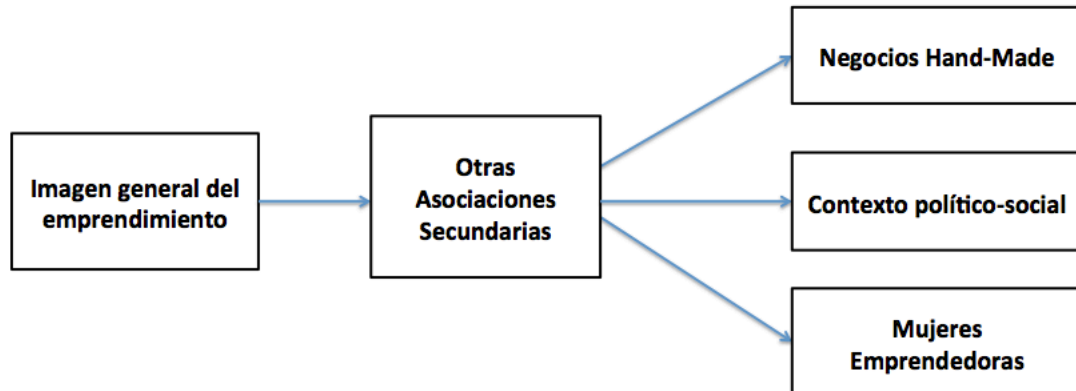 Imagen general del
emprendimiento
Otras
Asociaciones
Secundarias
Negocios Hand-Made
Contexto político-social
Mujeres
Emprendedoras